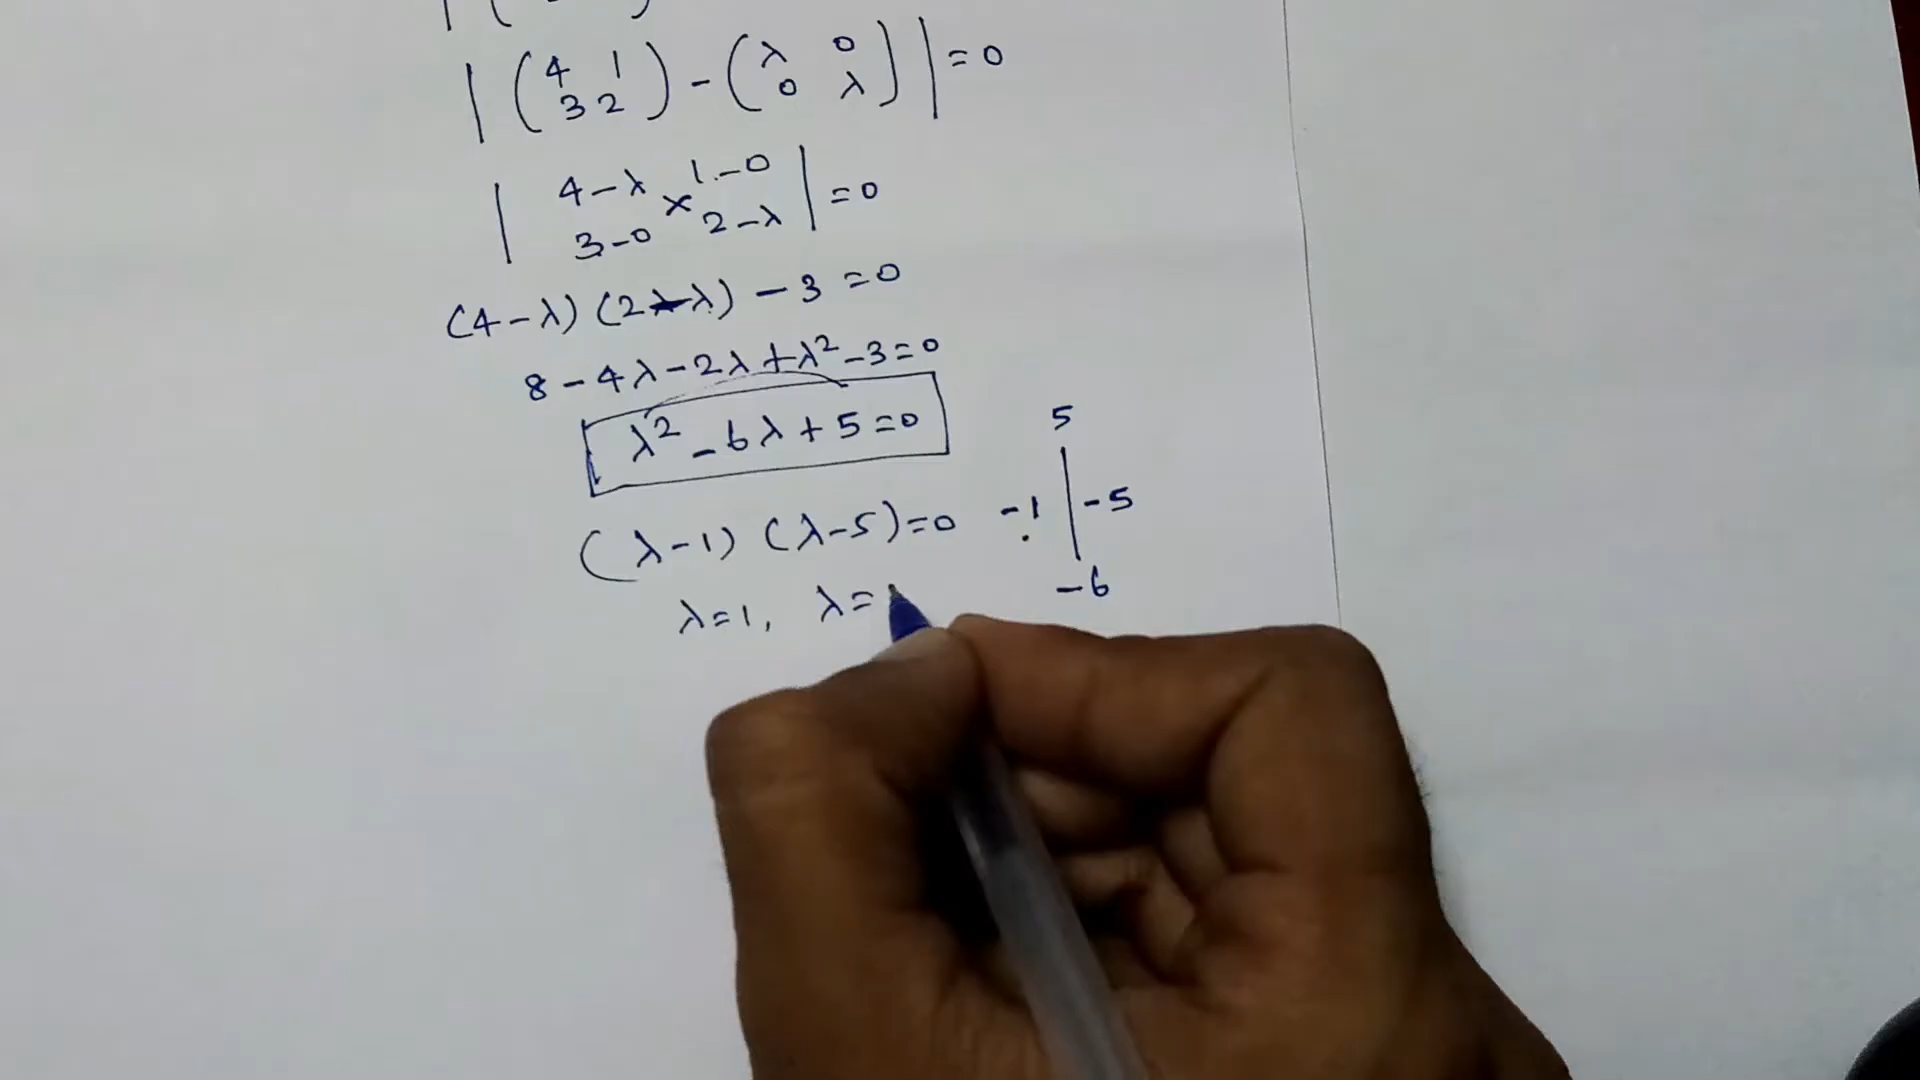 | ( 4 1 ) - ( λ 0 ) | = 0
3 2 0 λ
| 4-λ × 1-0 | = 0
3-0 2-λ
(4-λ) (2-λ) - 3 = 0
8 - 4λ - 2λ + λ² - 3 = 0
λ² - 6λ + 5 = 0
(λ-1) (λ-5) = 0
λ = 1, λ =
5
-1 | -5
-6